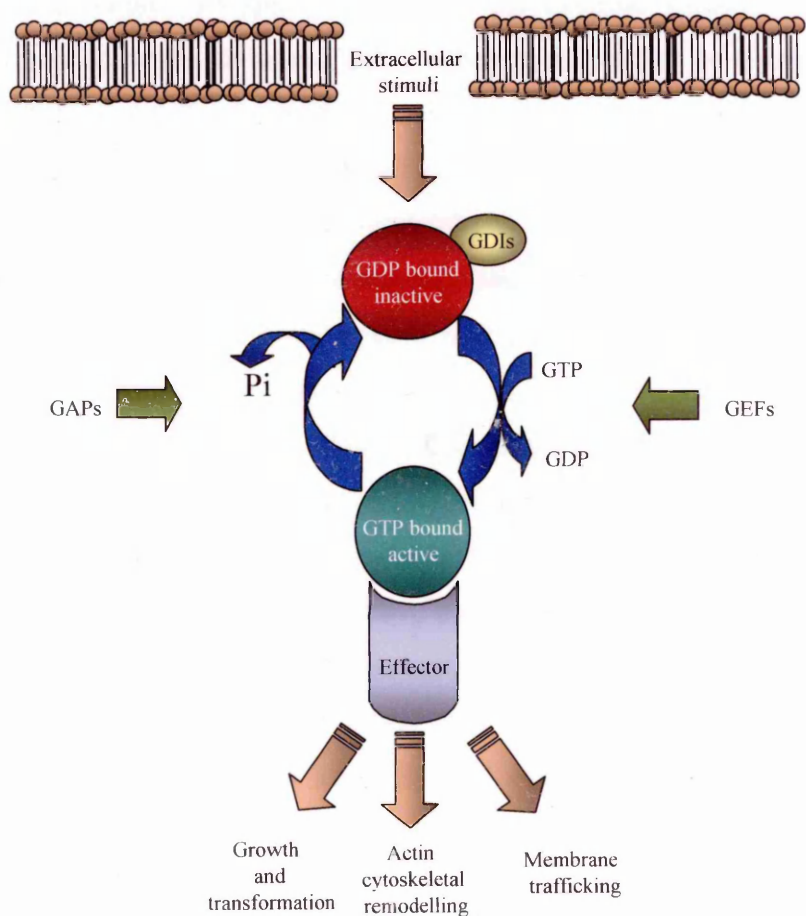 Extracellular
stimuli
GDIs
GDP bound
inactive
Pi
GTP
GAPs
GEFs
GDP
GTP bound
active
Effector
Growth
and
transformation
Actin
cytoskeletal
remodelling
Membrane
trafficking